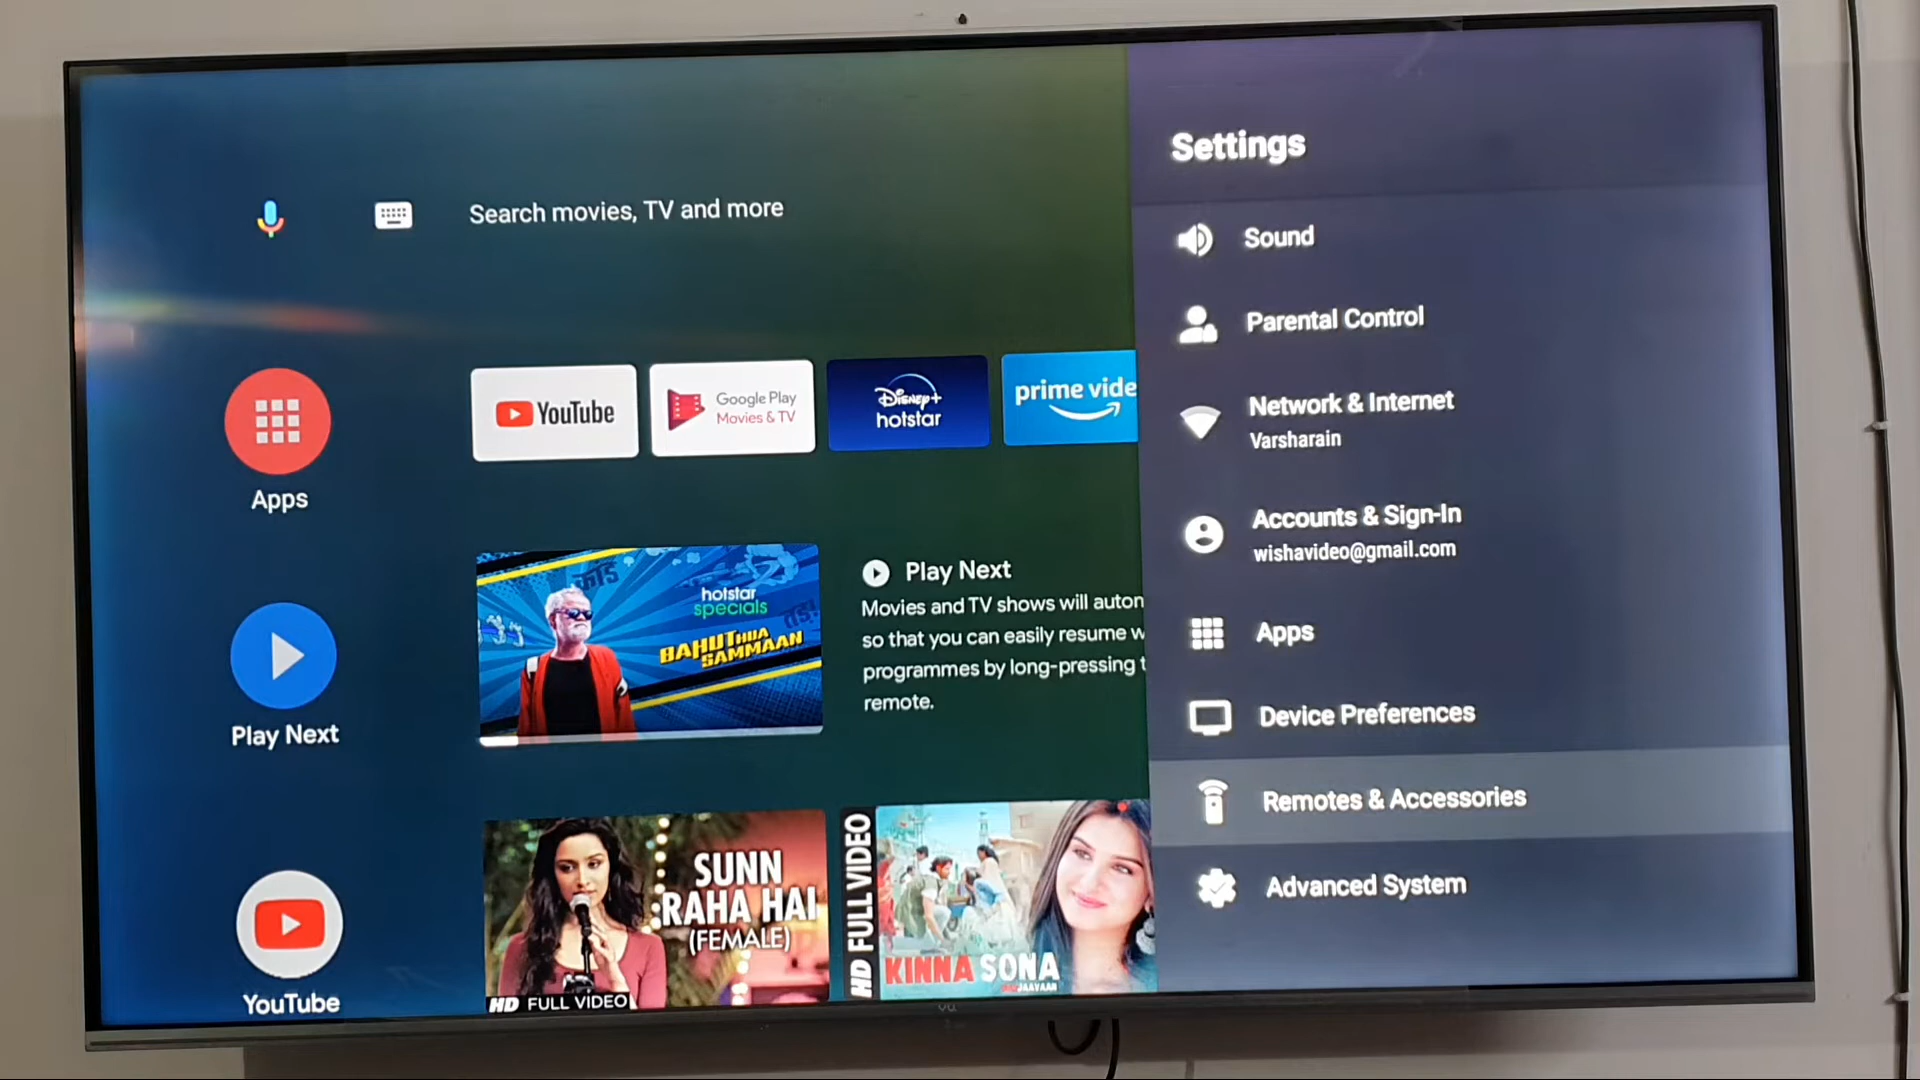 Search movies, TV and more
Apps
YouTube
Google Play
Movies & TV
Disney+
hotstar
prime vide
Play Next
hotstar
specials
BAHUT HUA
SAMMAAN
Play Next
Movies and TV shows will auton
so that you can easily resume w
programmes by long-pressing t
remote.
YouTube
SUNN
RAHA HAI
(FEMALE)
HD FULL VIDEO
HD FULL VIDEO
KINNA SONA
Vu
Settings
Sound
Parental Control
Network & Internet
Varsharain
Accounts & Sign-In
wishavideo@gmail.com
Apps
Device Preferences
Remotes & Accessories
Advanced System